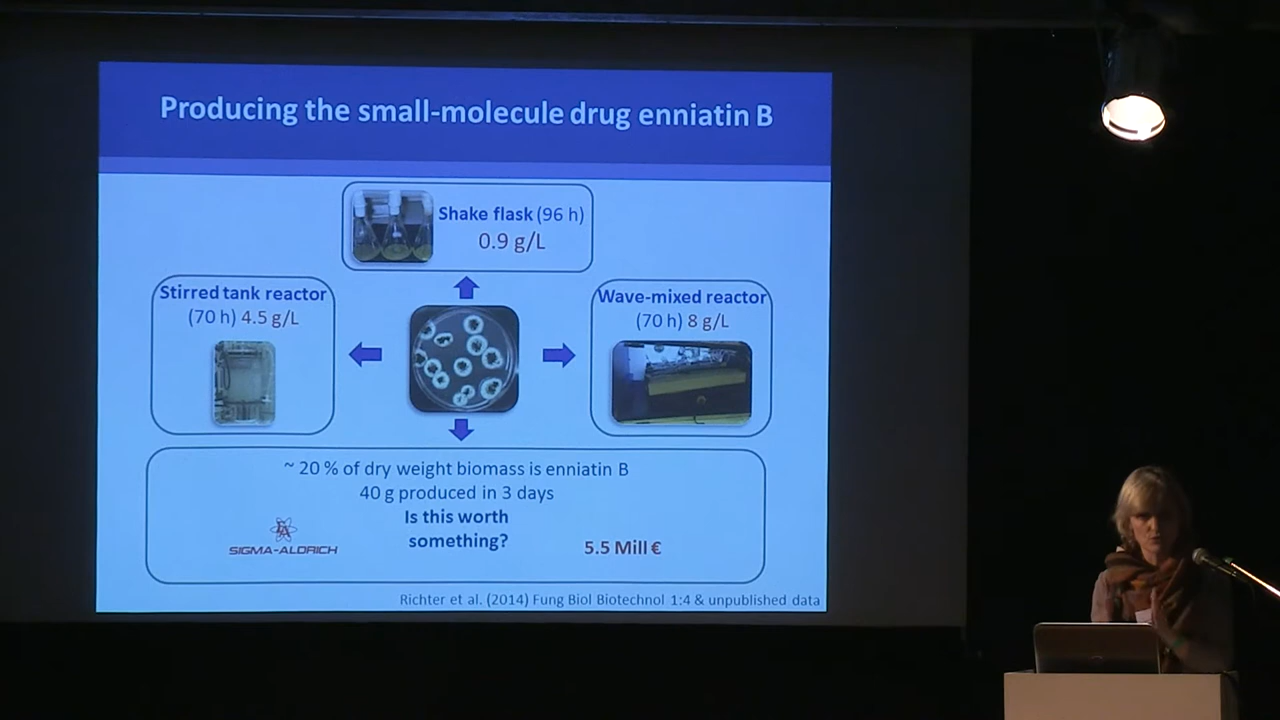 Producing the small-molecule drug enniatin B
Shake flask (96 h)
0.9 g/L
Stirred tank reactor
(70 h) 4.5 g/L
Wave-mixed reactor
(70 h) 8 g/L
~ 20 % of dry weight biomass is enniatin B
40 g produced in 3 days
Is this worth
something?
SIGMA-ALDRICH
5.5 Mill €
Richter et al. (2014) Fung Biol Biotechnol 1:4 & unpublished data